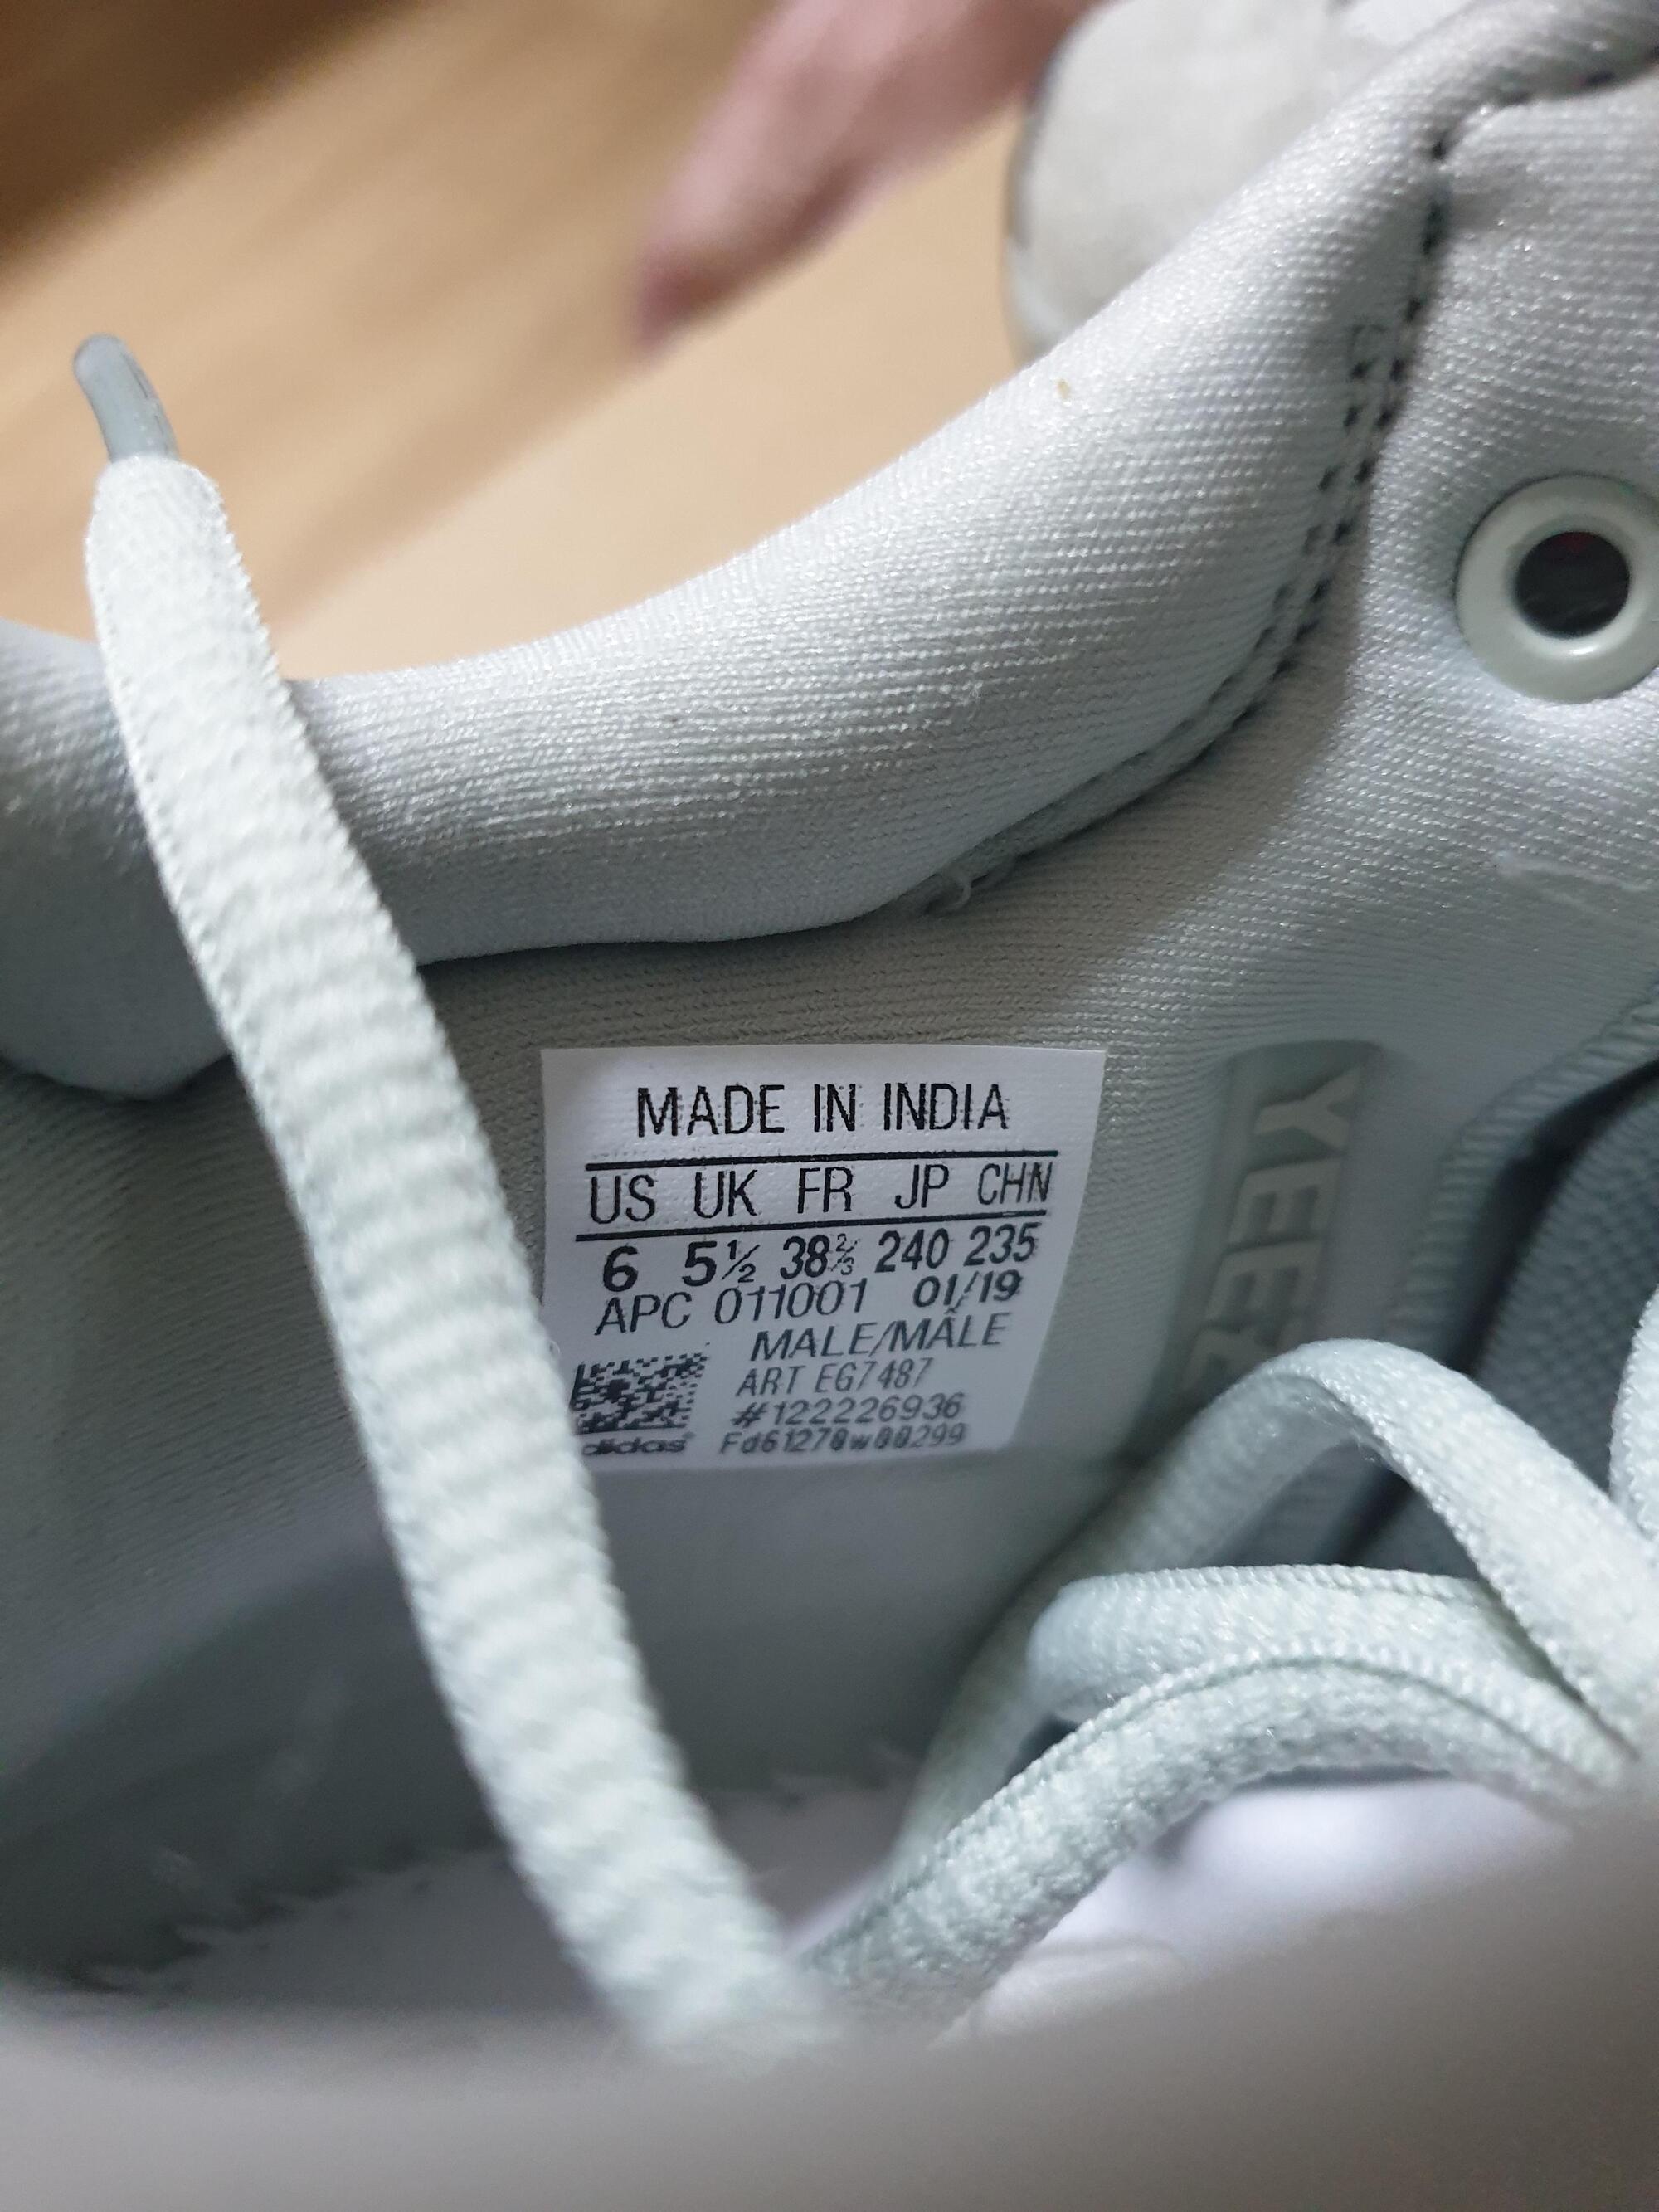 MADE IN INDIA
US UK FR JP CHN
6 5½ 38⅔ 240 235
APC 011001 01/19
MALE/MÂLE
ART EG7487
#122226936
adidas® Fd61270w00299
YEEZ